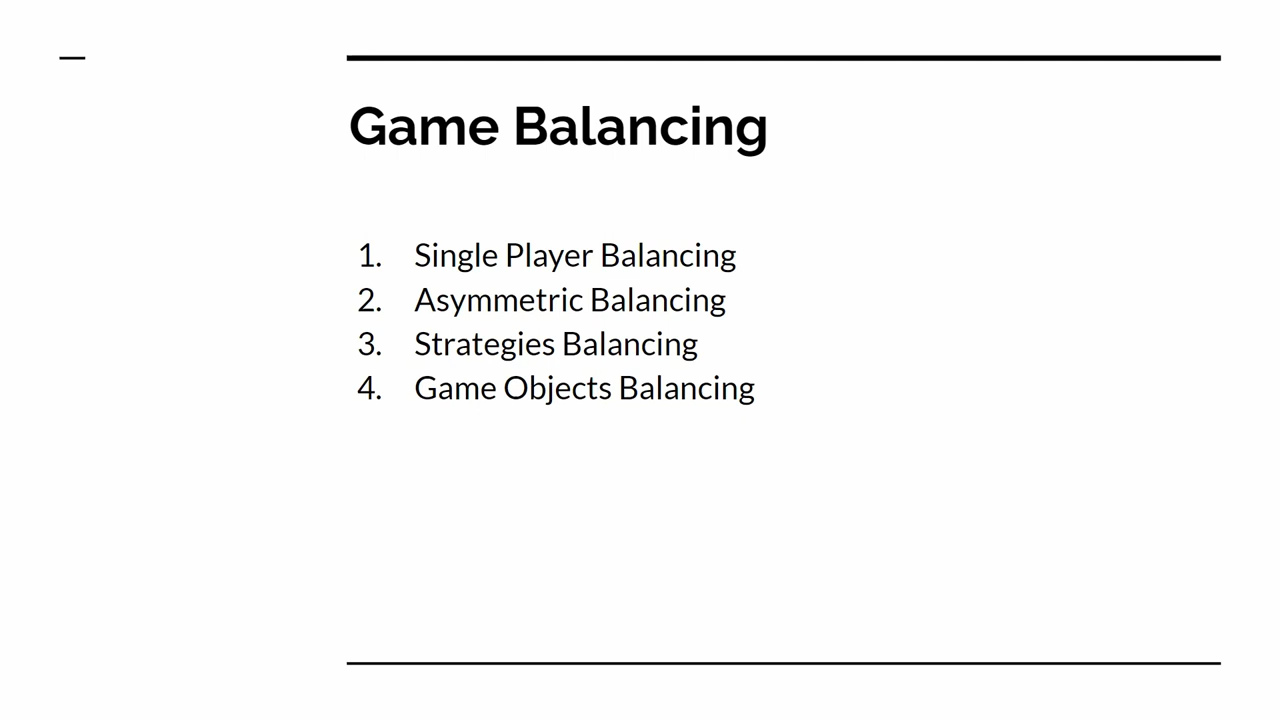 Game Balancing
1. Single Player Balancing
2. Asymmetric Balancing
3. Strategies Balancing
4. Game Objects Balancing